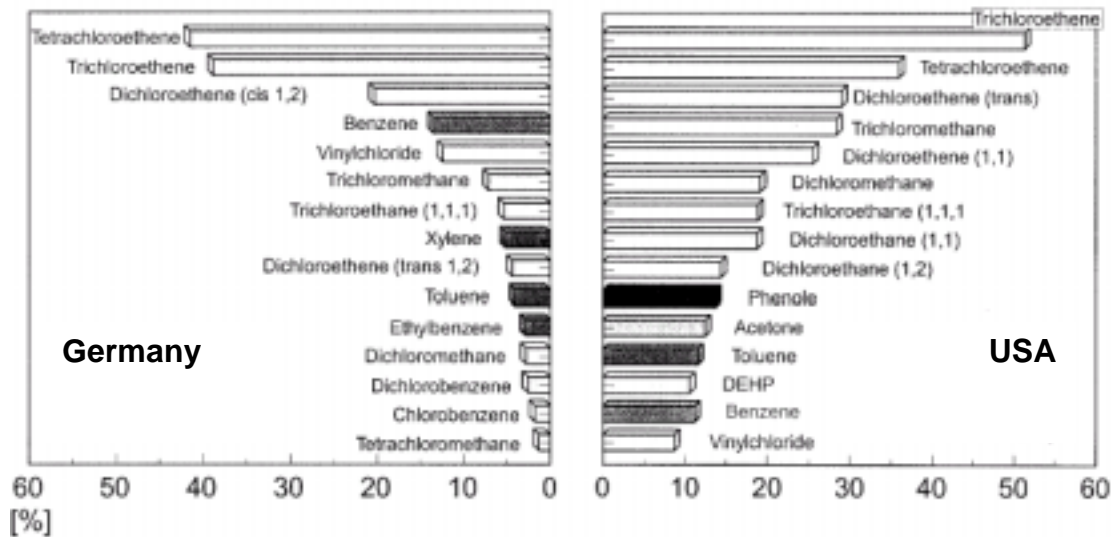 Tetrachloroethene
Trichloroethene
Dichloroethene (cis 1,2)
Benzene
Vinylchloride
Trichloromethane
Trichloroethane (1,1,1)
Xylene
Dichloroethene (trans 1,2)
Toluene
Ethylbenzene
Dichloromethane
Dichlorobenzene
Chlorobenzene
Tetrachloromethane
Germany
60 50 40 30 20 10 0
[%]
Trichloroethene
Tetrachloroethene
Dichloroethene (trans)
Trichloromethane
Dichloroethene (1,1)
Dichloromethane
Trichloroethane (1,1,1
Dichloroethane (1,1)
Dichloroethane (1,2)
Phenole
Acetone
Toluene
DEHP
Benzene
Vinylchloride
USA
0 10 20 30 40 50 60